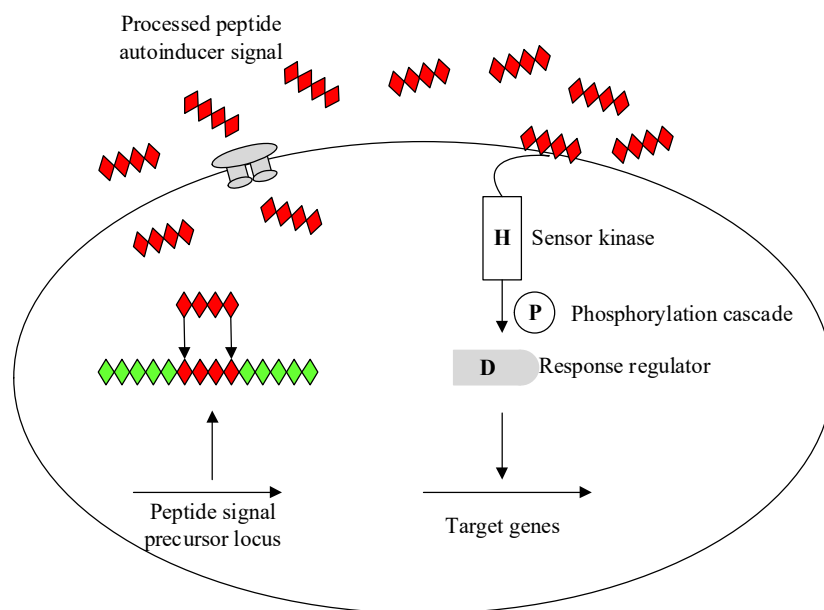 Processed peptide
autoinducer signal
H
Sensor kinase
P
Phosphorylation cascade
D
Response regulator
Peptide signal
precursor locus
Target genes